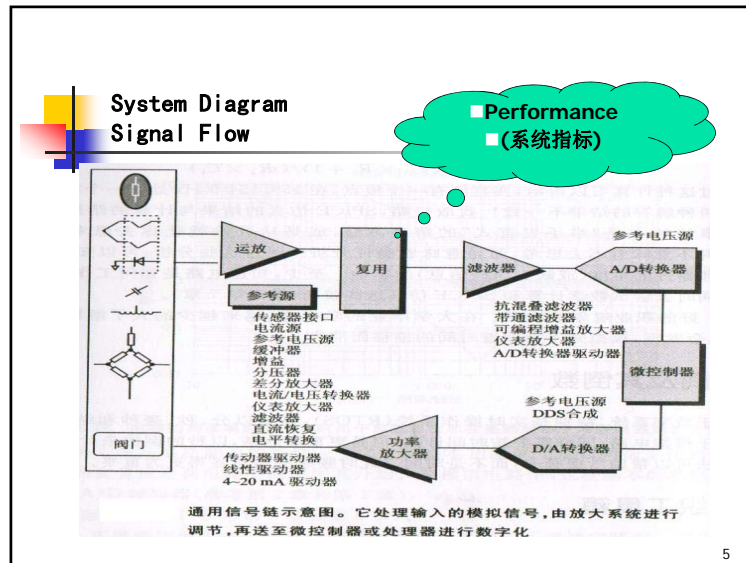 System Diagram
Signal Flow
Performance
(系统指标)
运放
复用
滤波器
参考电压源
A/D转换器
参考源
传感器接口
电流源
参考电压源
缓冲器
增益
分压器
差分放大器
电流/电压转换器
仪表放大器
滤波器
直流恢复
电平转换
抗混叠滤波器
带通滤波器
可编程增益放大器
仪表放大器
A/D转换器驱动器
微控制器
参考电压源
DDS合成
D/A转换器
功率
放大器
阀门
传动器驱动器
线性驱动器
4~20 mA 驱动器
通用信号链示意图。它处理输入的模拟信号,由放大系统进行
调节,再送至微控制器或处理器进行数字化
5